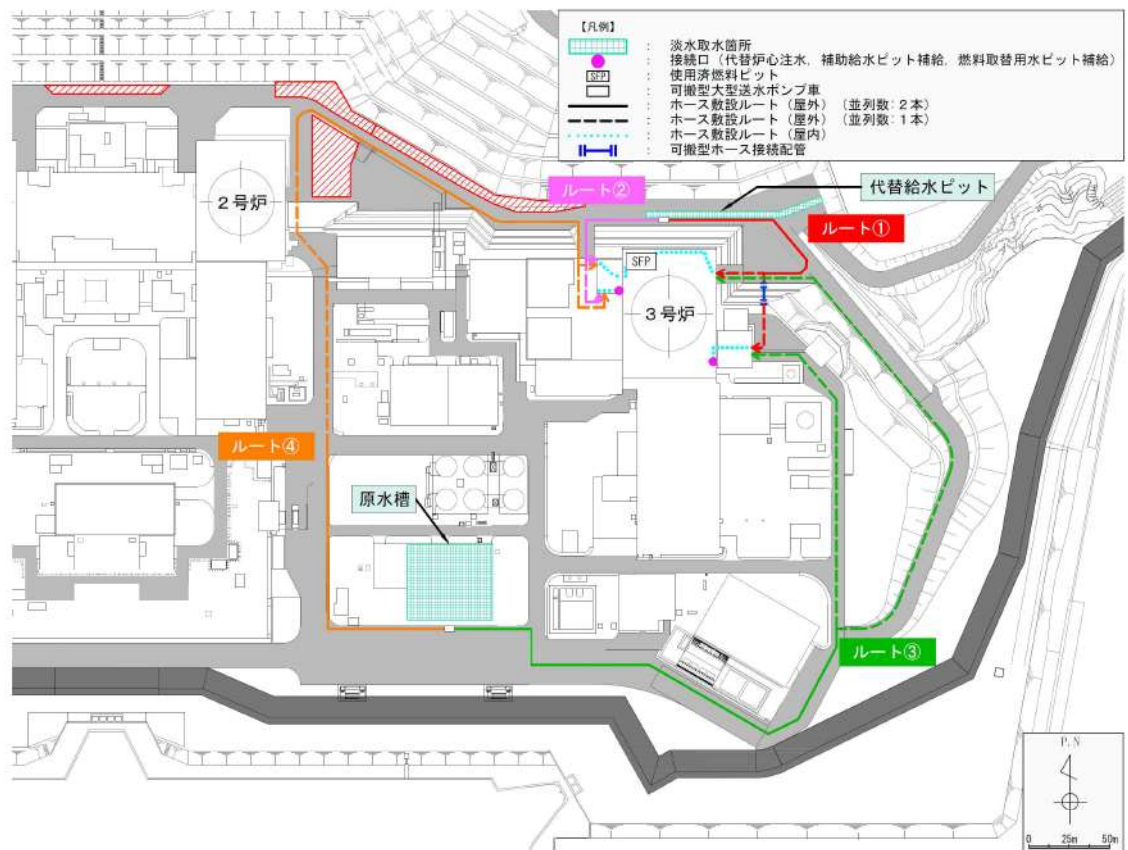 【凡例】
： 淡水取水箇所
： 接続口（代替炉心注水，補助給水ピット補給，燃料取替用水ピット補給）
SFP ： 使用済燃料ピット
： 可搬型大型送水ポンプ車
： ホース敷設ルート（屋外）（並列数：2本）
： ホース敷設ルート（屋外）（並列数：1本）
： ホース敷設ルート（屋内）
： 可搬型ホース接続配管
代替給水ピット
ルート②
2号炉
ルート①
SFP
3号炉
ルート④
原水槽
ルート③
P.N
0 25m 50m